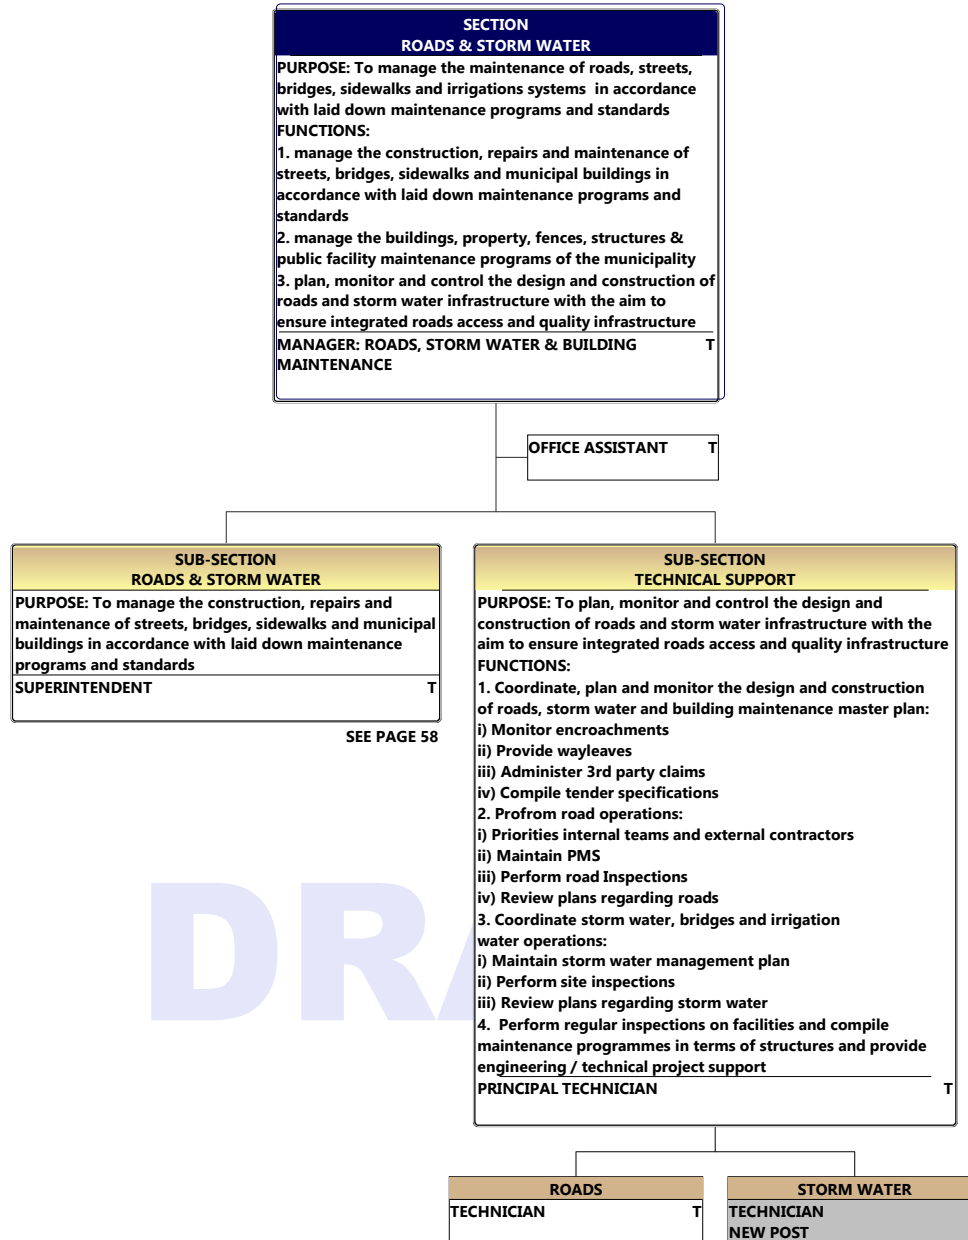 SECTION
ROADS & STORM WATER
PURPOSE: To manage the maintenance of roads, streets,
bridges, sidewalks and irrigations systems in accordance
with laid down maintenance programs and standards
FUNCTIONS:
1. manage the construction, repairs and maintenance of
streets, bridges, sidewalks and municipal buildings in
accordance with laid down maintenance programs and
standards
2. manage the buildings, property, fences, structures &
public facility maintenance programs of the municipality
3. plan, monitor and control the design and construction of
roads and storm water infrastructure with the aim to
ensure integrated roads access and quality infrastructure
MANAGER: ROADS, STORM WATER & BUILDING T
MAINTENANCE
OFFICE ASSISTANT T
SUB-SECTION
ROADS & STORM WATER
PURPOSE: To manage the construction, repairs and
maintenance of streets, bridges, sidewalks and municipal
buildings in accordance with laid down maintenance
programs and standards
SUPERINTENDENT T
SEE PAGE 58
SUB-SECTION
TECHNICAL SUPPORT
PURPOSE: To plan, monitor and control the design and
construction of roads and storm water infrastructure with the
aim to ensure integrated roads access and quality infrastructure
FUNCTIONS:
1. Coordinate, plan and monitor the design and construction
of roads, storm water and building maintenance master plan:
i) Monitor encroachments
ii) Provide wayleaves
iii) Administer 3rd party claims
iv) Compile tender specifications
2. Profrom road operations:
i) Priorities internal teams and external contractors
ii) Maintain PMS
iii) Perform road Inspections
iv) Review plans regarding roads
3. Coordinate storm water, bridges and irrigation
water operations:
i) Maintain storm water management plan
ii) Perform site inspections
iii) Review plans regarding storm water
4. Perform regular inspections on facilities and compile
maintenance programmes in terms of structures and provide
engineering / technical project support
PRINCIPAL TECHNICIAN T
ROADS
TECHNICIAN T
STORM WATER
TECHNICIAN
NEW POST